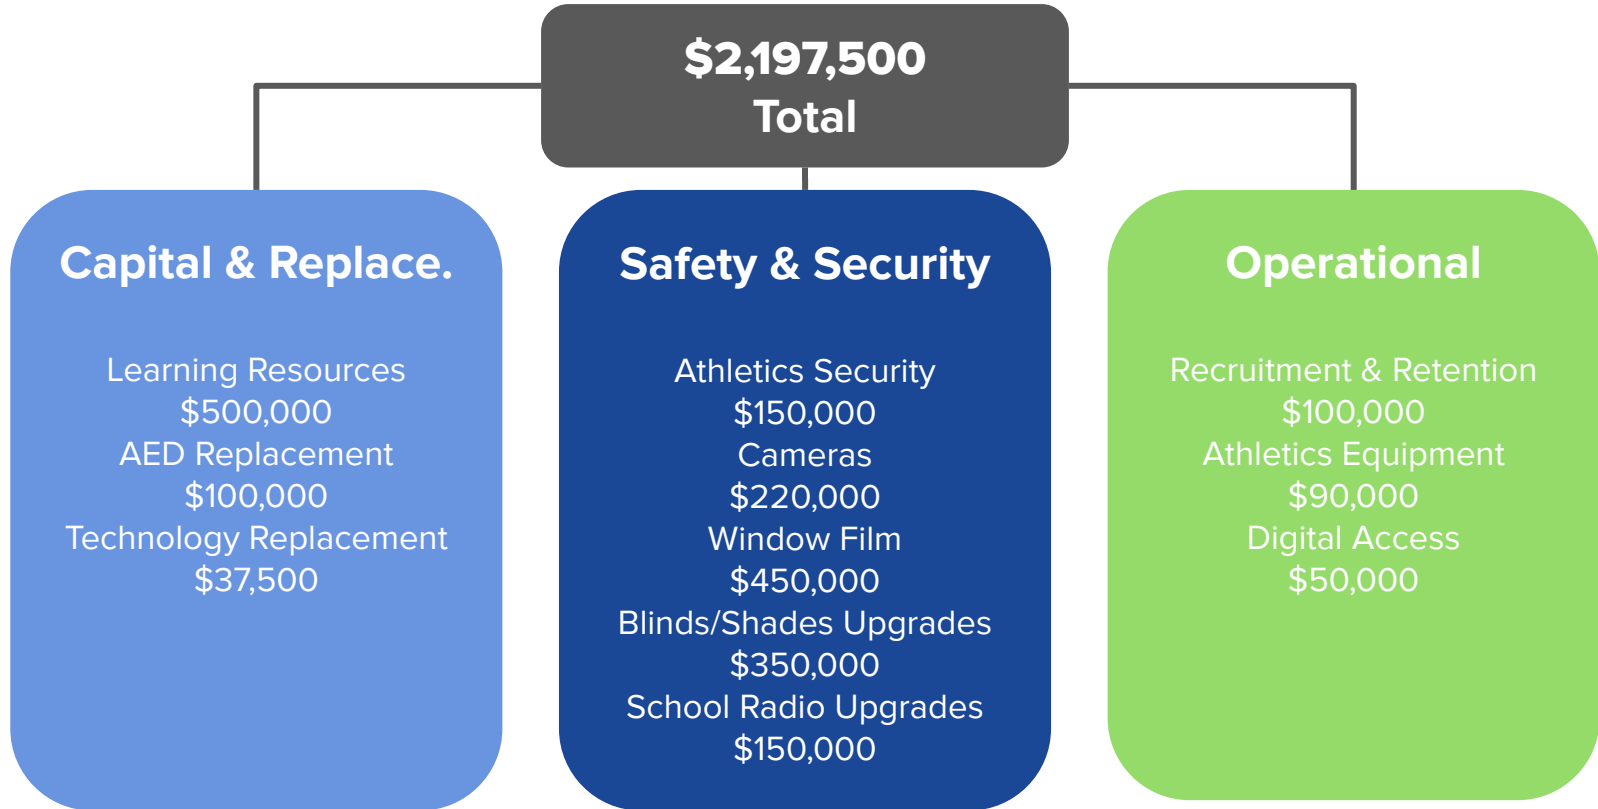 $2,197,500
Total
Capital & Replace.
Learning Resources
$500,000
AED Replacement
$100,000
Technology Replacement
$37,500
Safety & Security
Athletics Security
$150,000
Cameras
$220,000
Window Film
$450,000
Blinds/Shades Upgrades
$350,000
School Radio Upgrades
$150,000
Operational
Recruitment & Retention
$100,000
Athletics Equipment
$90,000
Digital Access
$50,000